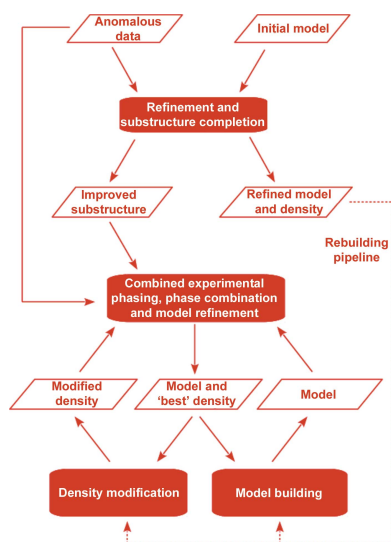 Anomalous
data
Initial model
Refinement and
substructure completion
Improved
substructure
Refined model
and density
Rebuilding
pipeline
Combined experimental
phasing, phase combination
and model refinement
Modified
density
Model and
‘best’ density
Model
Density modification
Model building